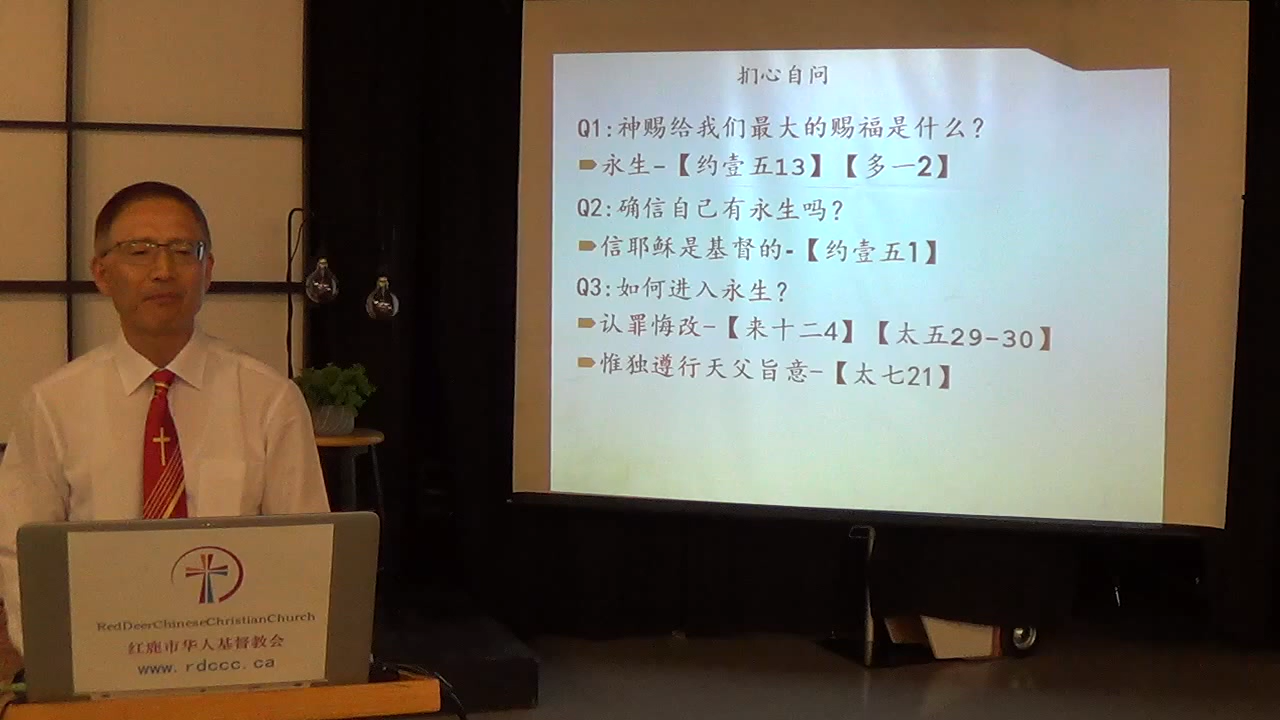 扪心自问
Q1:神赐给我们最大的赐福是什么？
永生-【约壹五13】【多一2】
Q2:确信自己有永生吗？
信耶稣是基督的-【约壹五1】
Q3:如何进入永生？
认罪悔改-【来十二4】【太五29-30】
惟独遵行天父旨意-【太七21】
RedDeerChineseChristianChurch
红鹿市华人基督教会
www.rdccc.ca